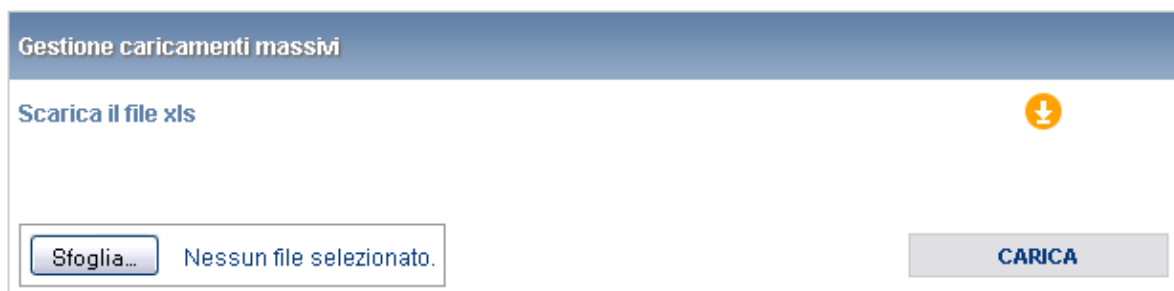 Gestione caricamenti massivi
Scarica il file xls
Sfoglia... Nessun file selezionato.
CARICA